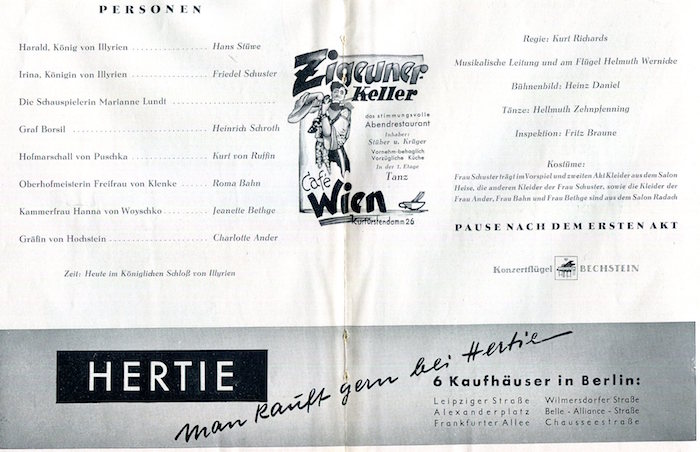 PERSONEN
Harald, König von Illyrien ........................ Hans Stüwe
Irina, Königin von Illyrien ........................ Friedel Schuster
Die Schauspielerin Marianne Lundt ........................
Graf Borsil ........................ Heinrich Schroth
Hofmarschall von Puschka ........................ Kurt von Ruffin
Oberhofmeisterin Freifrau von Klenke ........ Roma Bahn
Kammerfrau Hanna von Woyschko ........ Jeanette Bethge
Gräfin von Hochstein ........................ Charlotte Ander
Zeit: Heute im Königlichen Schloß von Illyrien
Zigeuner-
Keller
das stimmungsvolle
Abendrestaurant
Inhaber:
Stüber u. Krüger
Vornehm-behaglich
Vorzügliche Küche
In der 1. Etage
Tanz
Café
Wien
Kurfürstendamm 26
Regie: Kurt Richards
Musikalische Leitung und am Flügel Helmuth Wernicke
Bühnenbild: Heinz Daniel
Tänze: Hellmuth Zehnpfenning
Inspektion: Fritz Braune
Kostüme:
Frau Schuster trägt im Vorspiel und zweiten Akt Kleider aus dem Salon
Heise, die anderen Kleider der Frau Schuster, sowie die Kleider der
Frau Ander, Frau Bahn und Frau Bethge sind aus dem Salon Radach
PAUSE NACH DEM ERSTEN AKT
Konzertflügel BECHSTEIN
HERTIE
man kauft gern bei Hertie
6 Kaufhäuser in Berlin:
Leipziger Straße Wilmersdorfer Straße
Alexanderplatz Belle-Alliance-Straße
Frankfurter Allee Chausseestraße